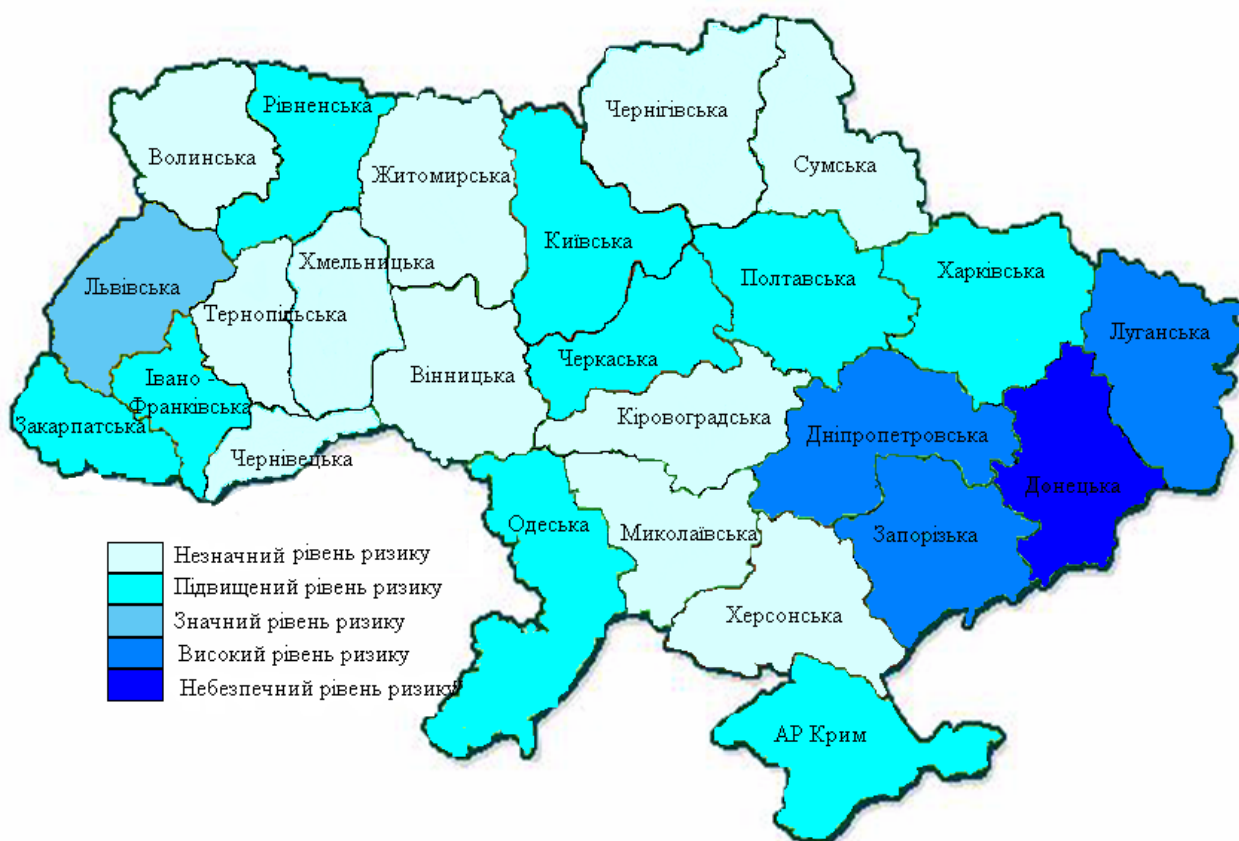 Чернігівська
Рівненська
Волинська
Житомирська
Сумська
Київська
Хмельницька
Полтавська
Харківська
Львівська
Тернопільська
Луганська
Черкаська
Вінницька
Івано -
Франківська
Кіровоградська
Закарпатська
Дніпропетровська
Чернівецька
Донецька
Одеська
Миколаївська
Запорізька
Херсонська
АР Крим
Незначний рівень ризику
Підвищений рівень ризику
Значний рівень ризику
Високий рівень ризику
Небезпечний рівень ризику